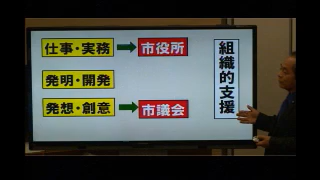 仕事・実務
市役所
発明・開発
発想・創意
市議会
組織的支援